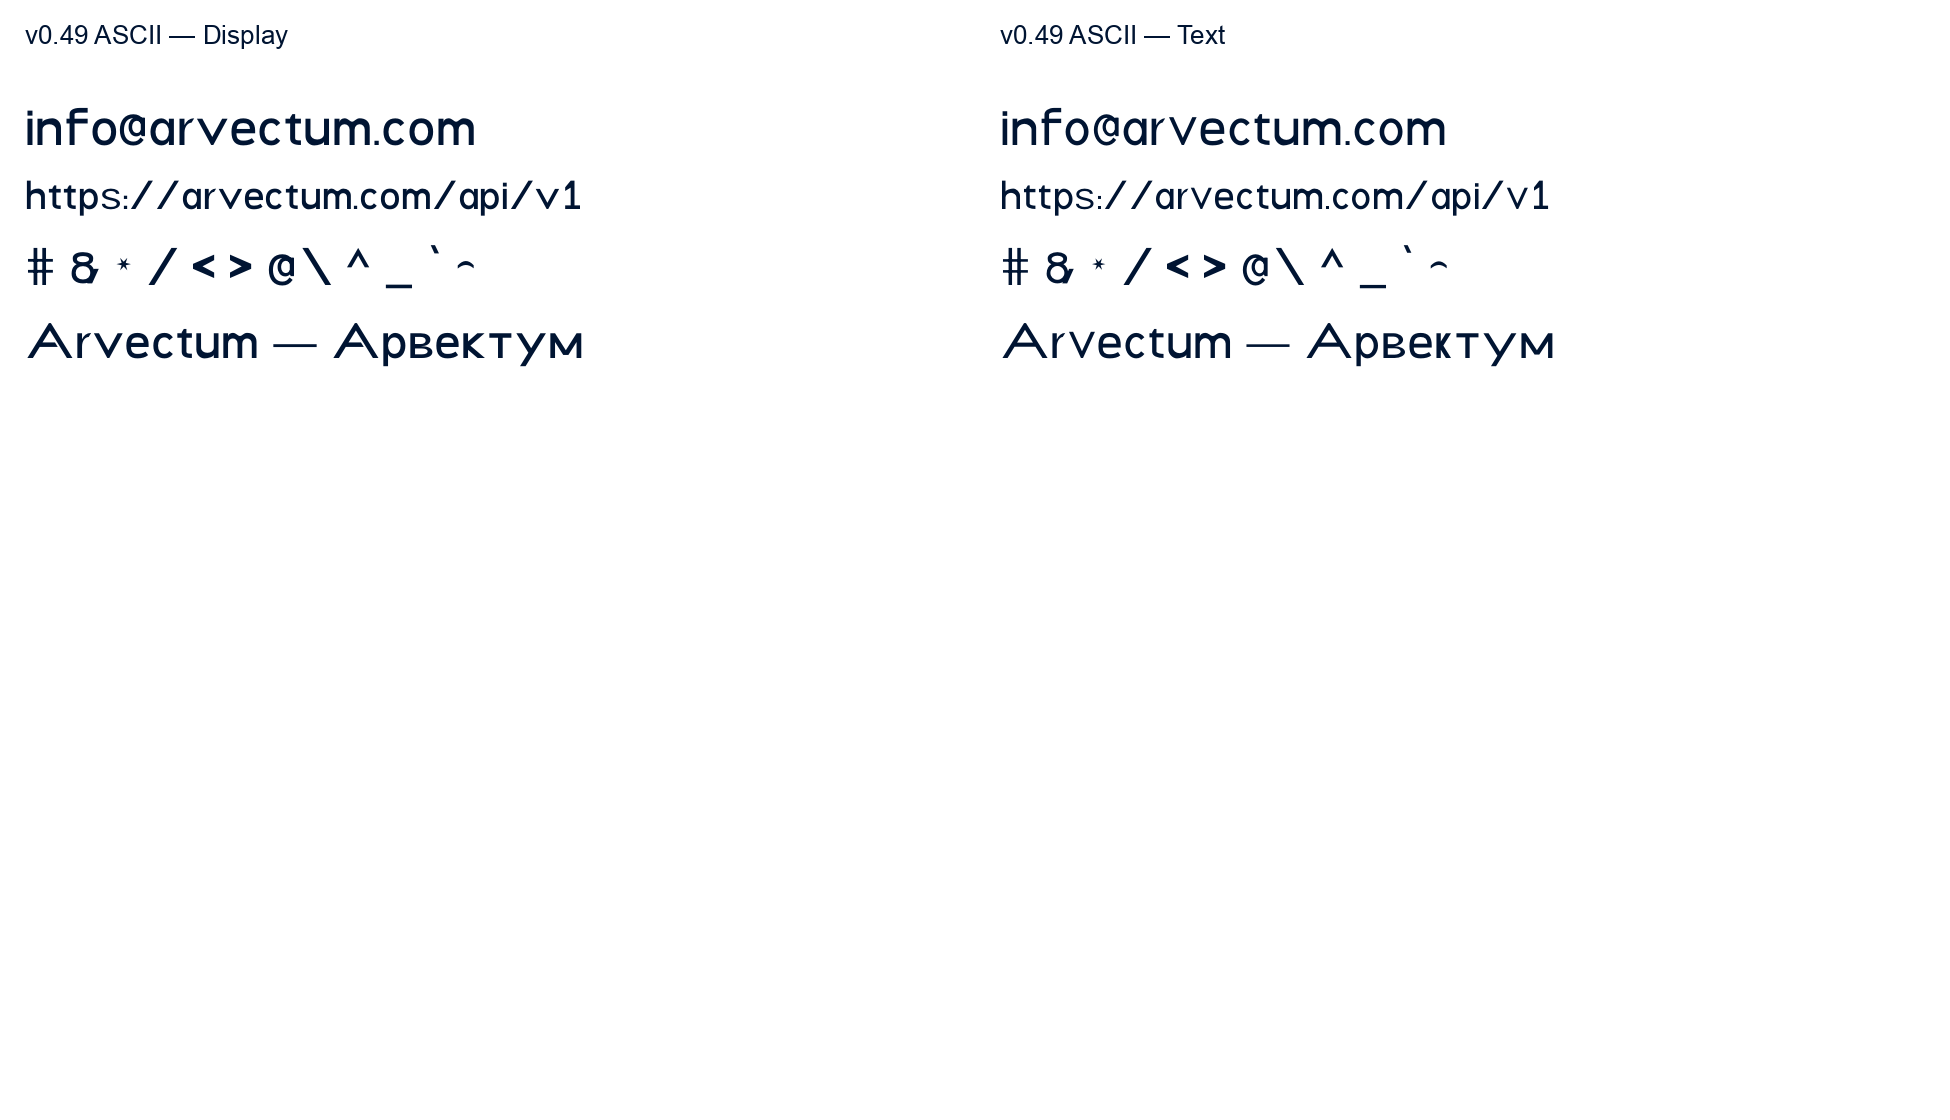 v0.49 ASCII — Display
info@arvectum.com
https://arvectum.com/api/v1
# & * / < > @ \ ^ _ ` ~
Arvectum — Арвектум
v0.49 ASCII — Text
info@arvectum.com
https://arvectum.com/api/v1
# & * / < > @ \ ^ _ ` ~
Arvectum — Арвектум